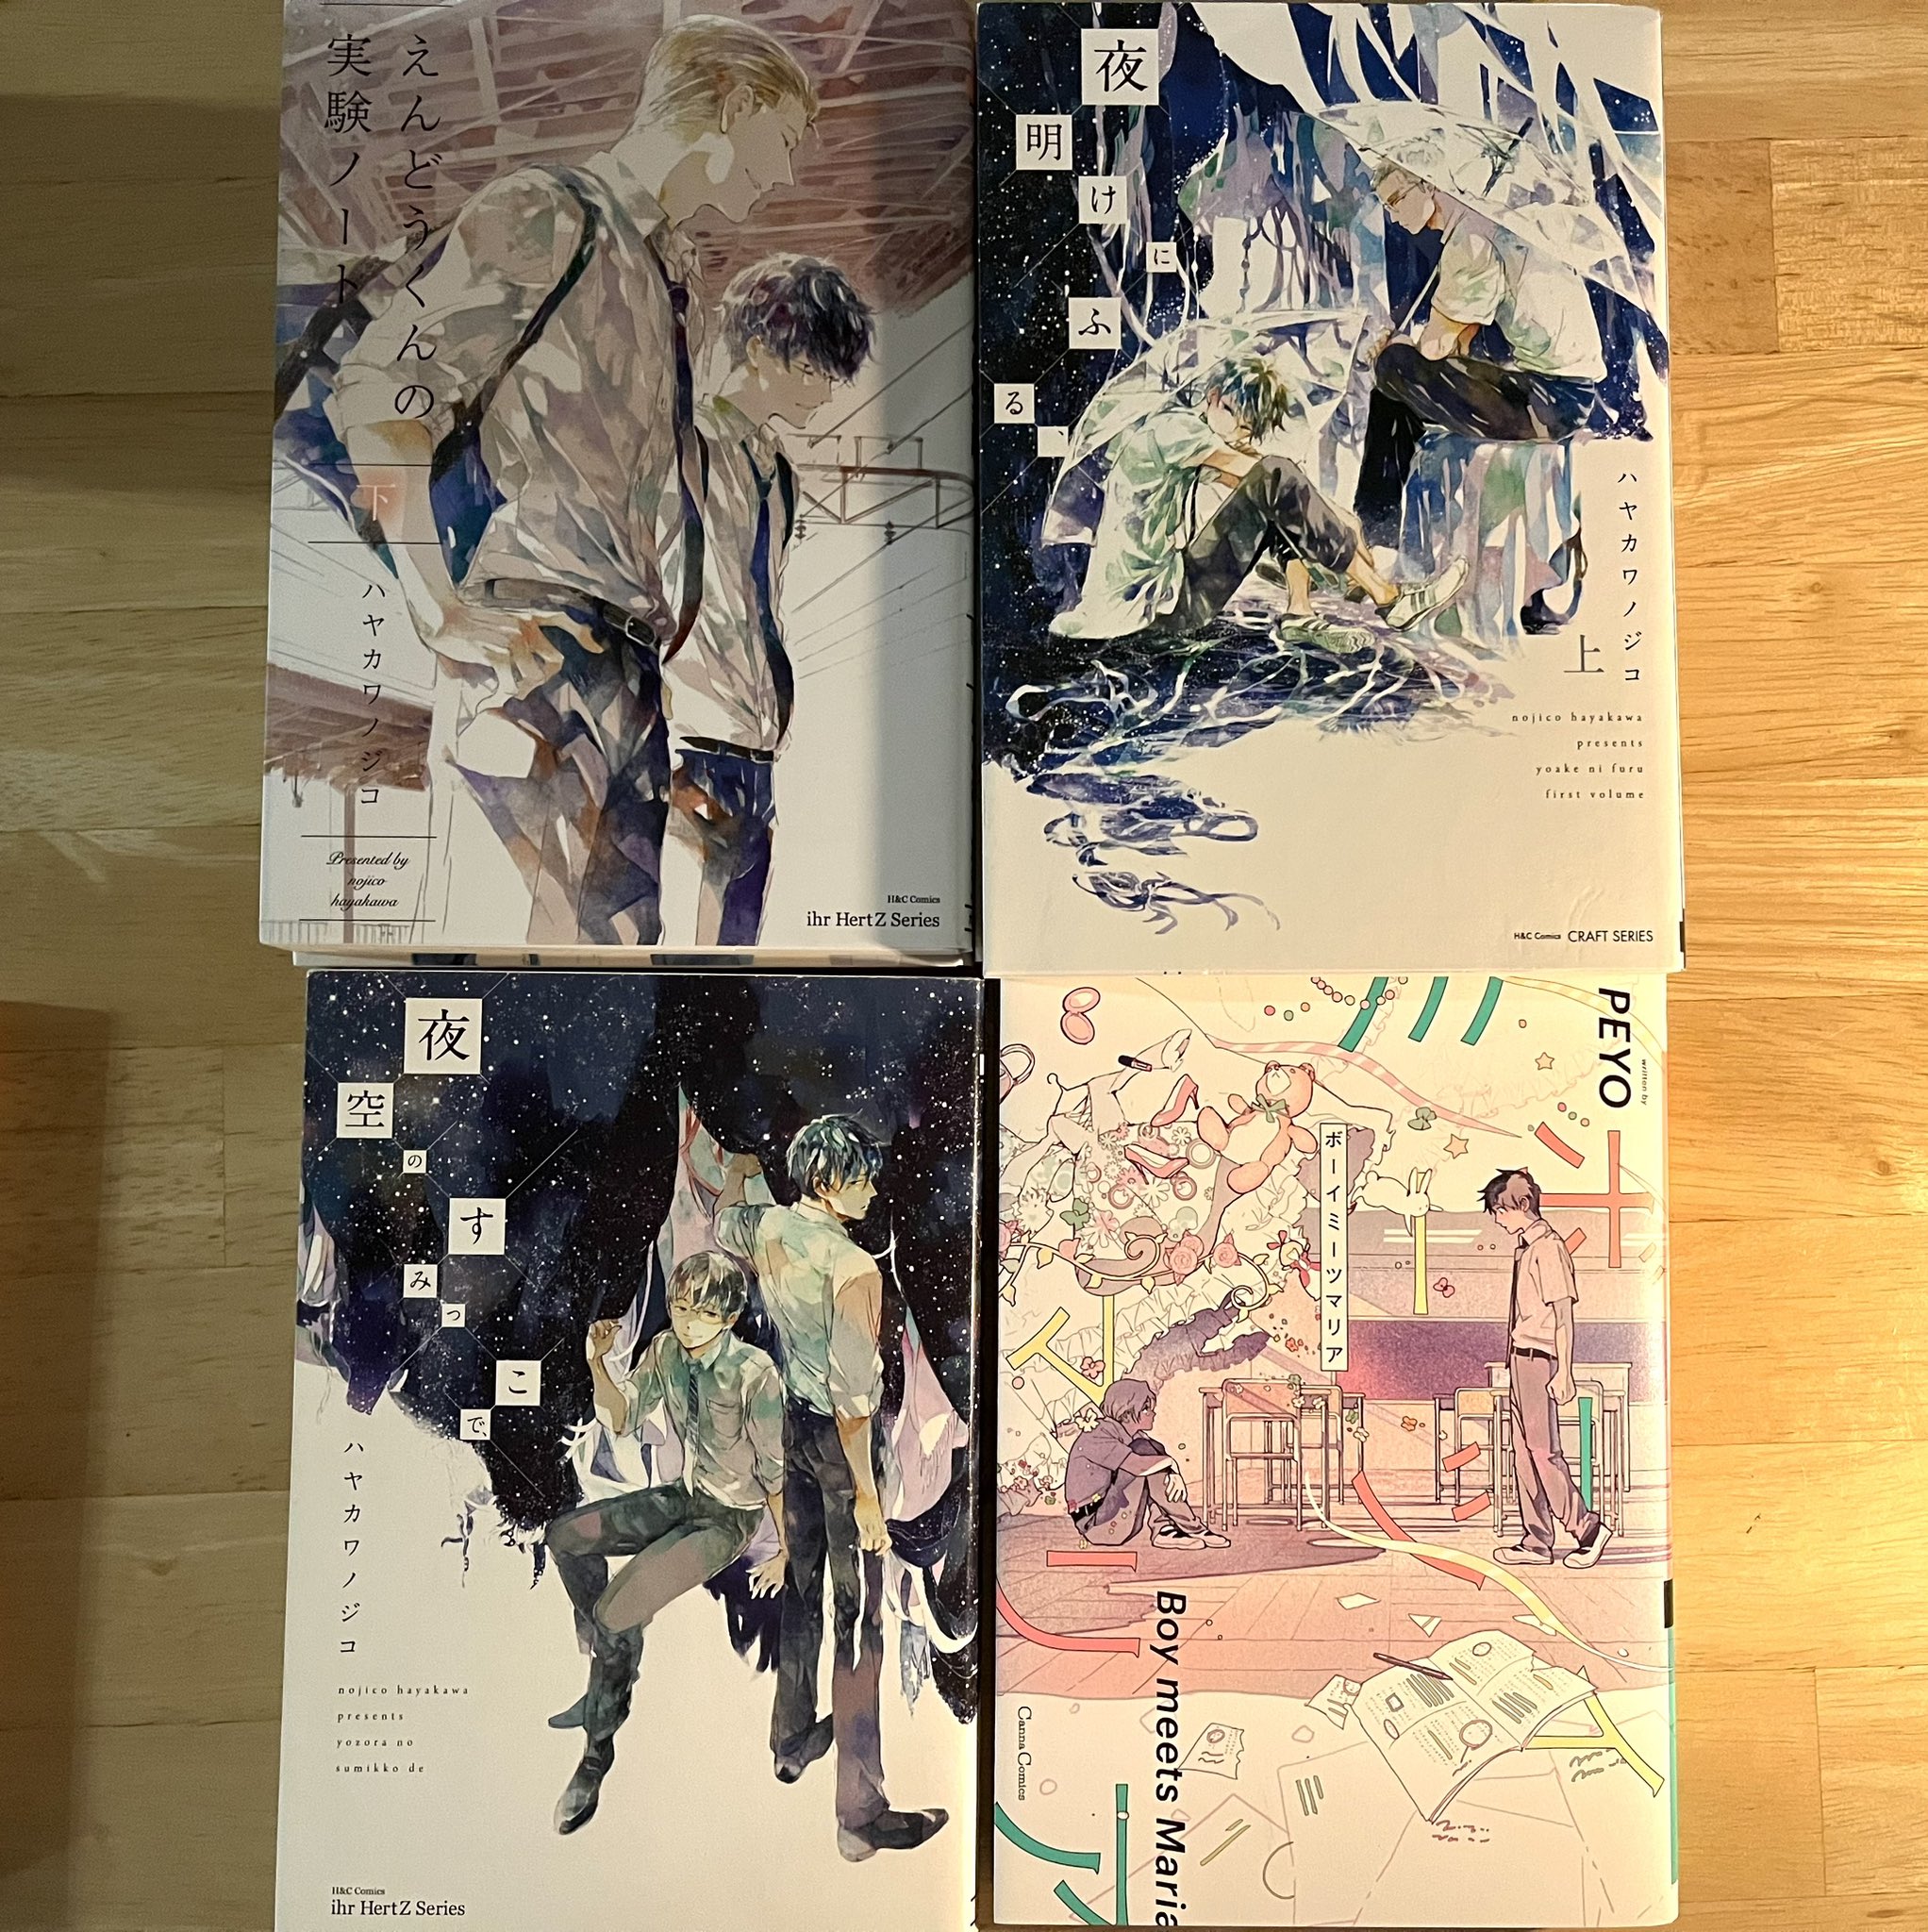 えんどうくんの
実験ノート
下
ハヤカワノジコ
Presented by
nojico
hayakawa
H&C Comics
ihr HertZ Series
夜明けにふる、
ハヤカワノジコ
上
nojico hayakawa
presents
yoake ni furu
first volume
H&C Comics CRAFT SERIES
夜空のすみっこで、
ハヤカワノジコ
nojico hayakawa
presents
yozora no
sumikko de
H&C Comics
ihr HertZ Series
written by
PEYO
ボーイミーツマリア
Boy meets Maria
Canna Comics